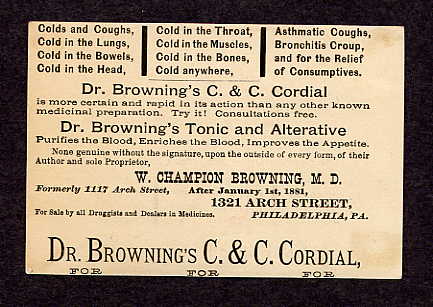 Colds and Coughs,
Cold in the Lungs,
Cold in the Bowels,
Cold in the Head,
Cold in the Throat,
Cold in the Muscles,
Cold in the Bones,
Cold anywhere,
Asthmatic Coughs,
Bronchitis Croup,
and for the Relief
of Consumptives.
Dr. Browning's C. & C. Cordial
is more certain and rapid in its action than any other known
medicinal preparation. Try it! Consultations free.
Dr. Browning's Tonic and Alterative
Purifies the Blood, Enriches the Blood, Improves the Appetite.
None genuine without the signature, upon the outside of every form, of their
Author and sole Proprietor,
W. CHAMPION BROWNING, M. D.
Formerly 1117 Arch Street, After January 1st, 1881,
1321 ARCH STREET,
For Sale by all Druggists and Dealers in Medicines. PHILADELPHIA, PA.
DR. BROWNING'S C. & C. CORDIAL,
FOR FOR FOR